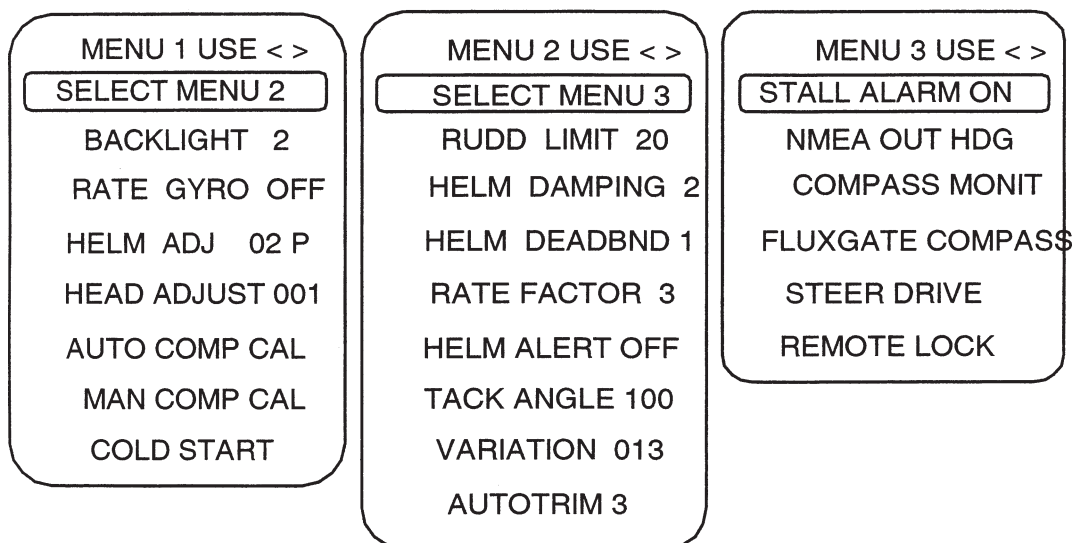 MENU 1 USE < >
SELECT MENU 2
BACKLIGHT 2
RATE GYRO OFF
HELM ADJ 02 P
HEAD ADJUST 001
AUTO COMP CAL
MAN COMP CAL
COLD START
MENU 2 USE < >
SELECT MENU 3
RUDD LIMIT 20
HELM DAMPING 2
HELM DEADBND 1
RATE FACTOR 3
HELM ALERT OFF
TACK ANGLE 100
VARIATION 013
AUTOTRIM 3
MENU 3 USE < >
STALL ALARM ON
NMEA OUT HDG
COMPASS MONIT
FLUXGATE COMPASS
STEER DRIVE
REMOTE LOCK